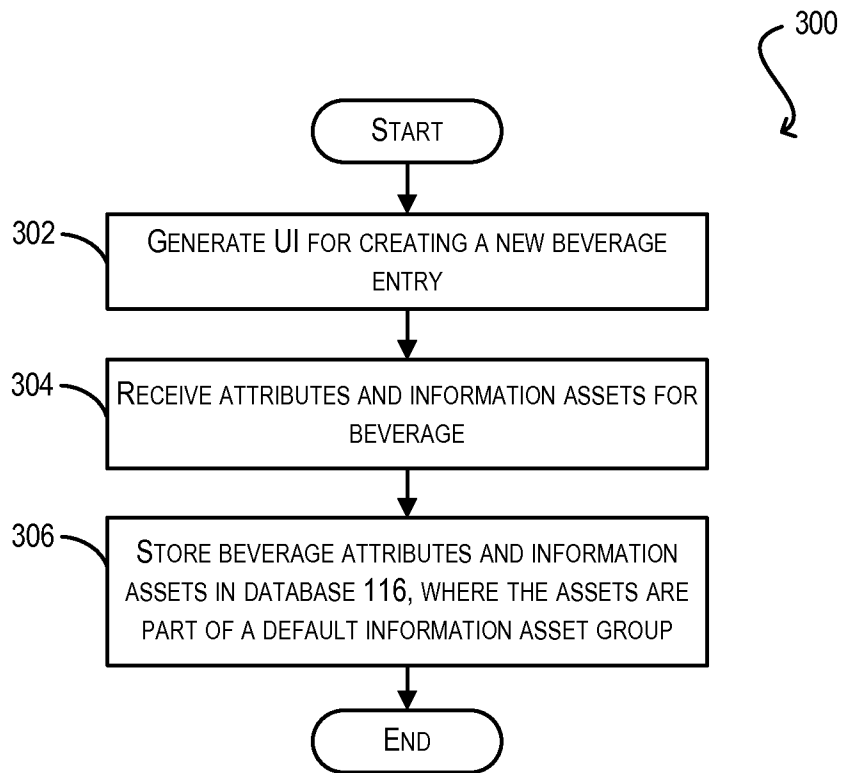 300
START
302
GENERATE UI FOR CREATING A NEW BEVERAGE
ENTRY
304
RECEIVE ATTRIBUTES AND INFORMATION ASSETS FOR
BEVERAGE
306
STORE BEVERAGE ATTRIBUTES AND INFORMATION
ASSETS IN DATABASE 116, WHERE THE ASSETS ARE
PART OF A DEFAULT INFORMATION ASSET GROUP
END